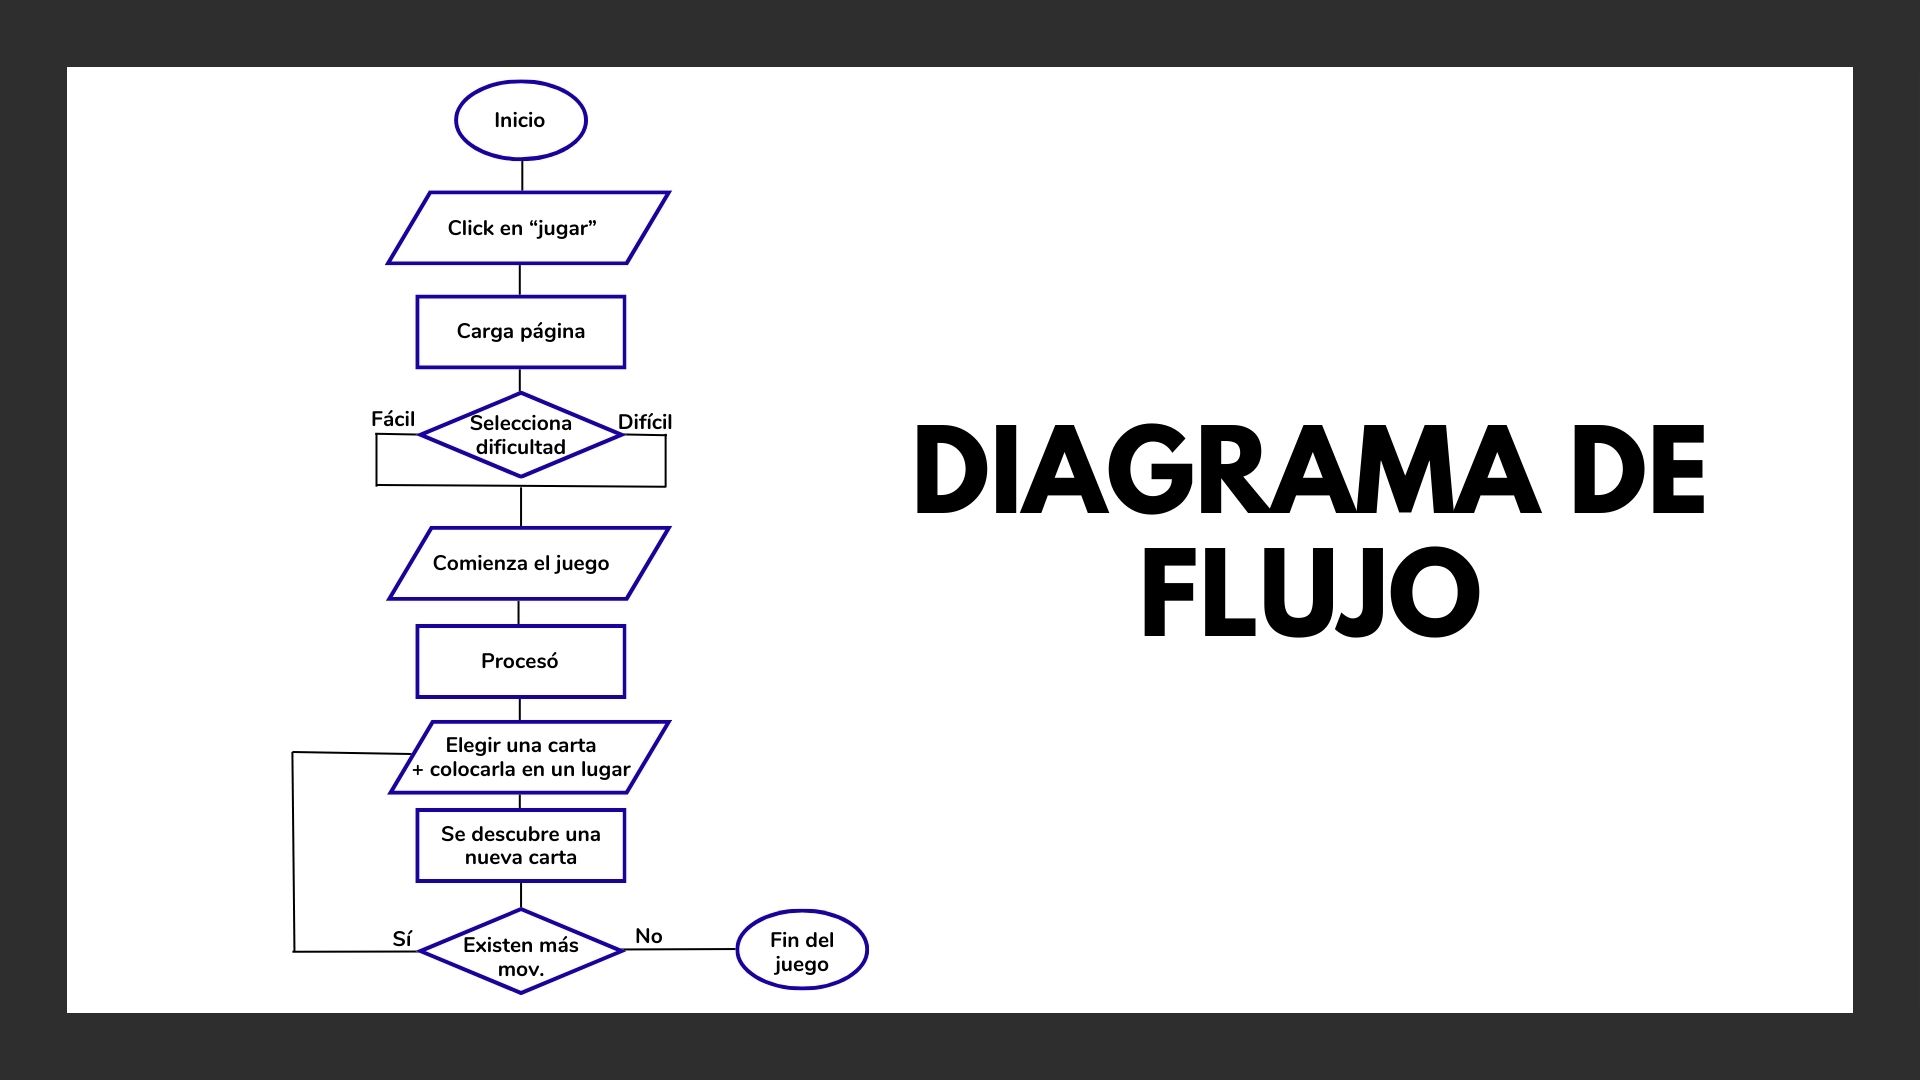 Inicio
Click en “jugar”
Carga página
Fácil
Selecciona
dificultad
Difícil
Comienza el juego
Procesó
Elegir una carta
+ colocarla en un lugar
Se descubre una
nueva carta
Sí
Existen más
mov.
No
Fin del
juego
DIAGRAMA DE
FLUJO